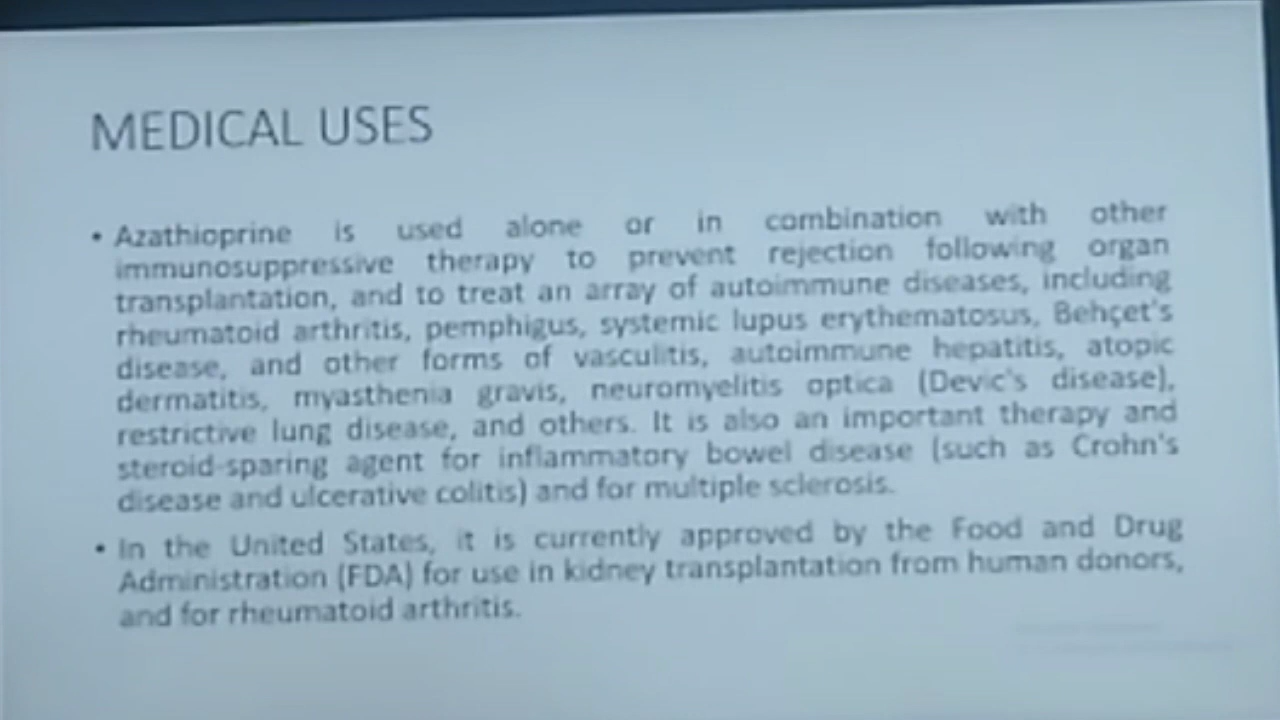 MEDICAL USES
• Azathioprine is used alone or in combination with other
immunosuppressive therapy to prevent rejection following organ
transplantation, and to treat an array of autoimmune diseases, including
rheumatoid arthritis, pemphigus, systemic lupus erythematosus, Behçet's
disease, and other forms of vasculitis, autoimmune hepatitis, atopic
dermatitis, myasthenia gravis, neuromyelitis optica (Devic's disease),
restrictive lung disease, and others. It is also an important therapy and
steroid-sparing agent for inflammatory bowel disease (such as Crohn's
disease and ulcerative colitis) and for multiple sclerosis.
• In the United States, it is currently approved by the Food and Drug
Administration (FDA) for use in kidney transplantation from human donors,
and for rheumatoid arthritis.